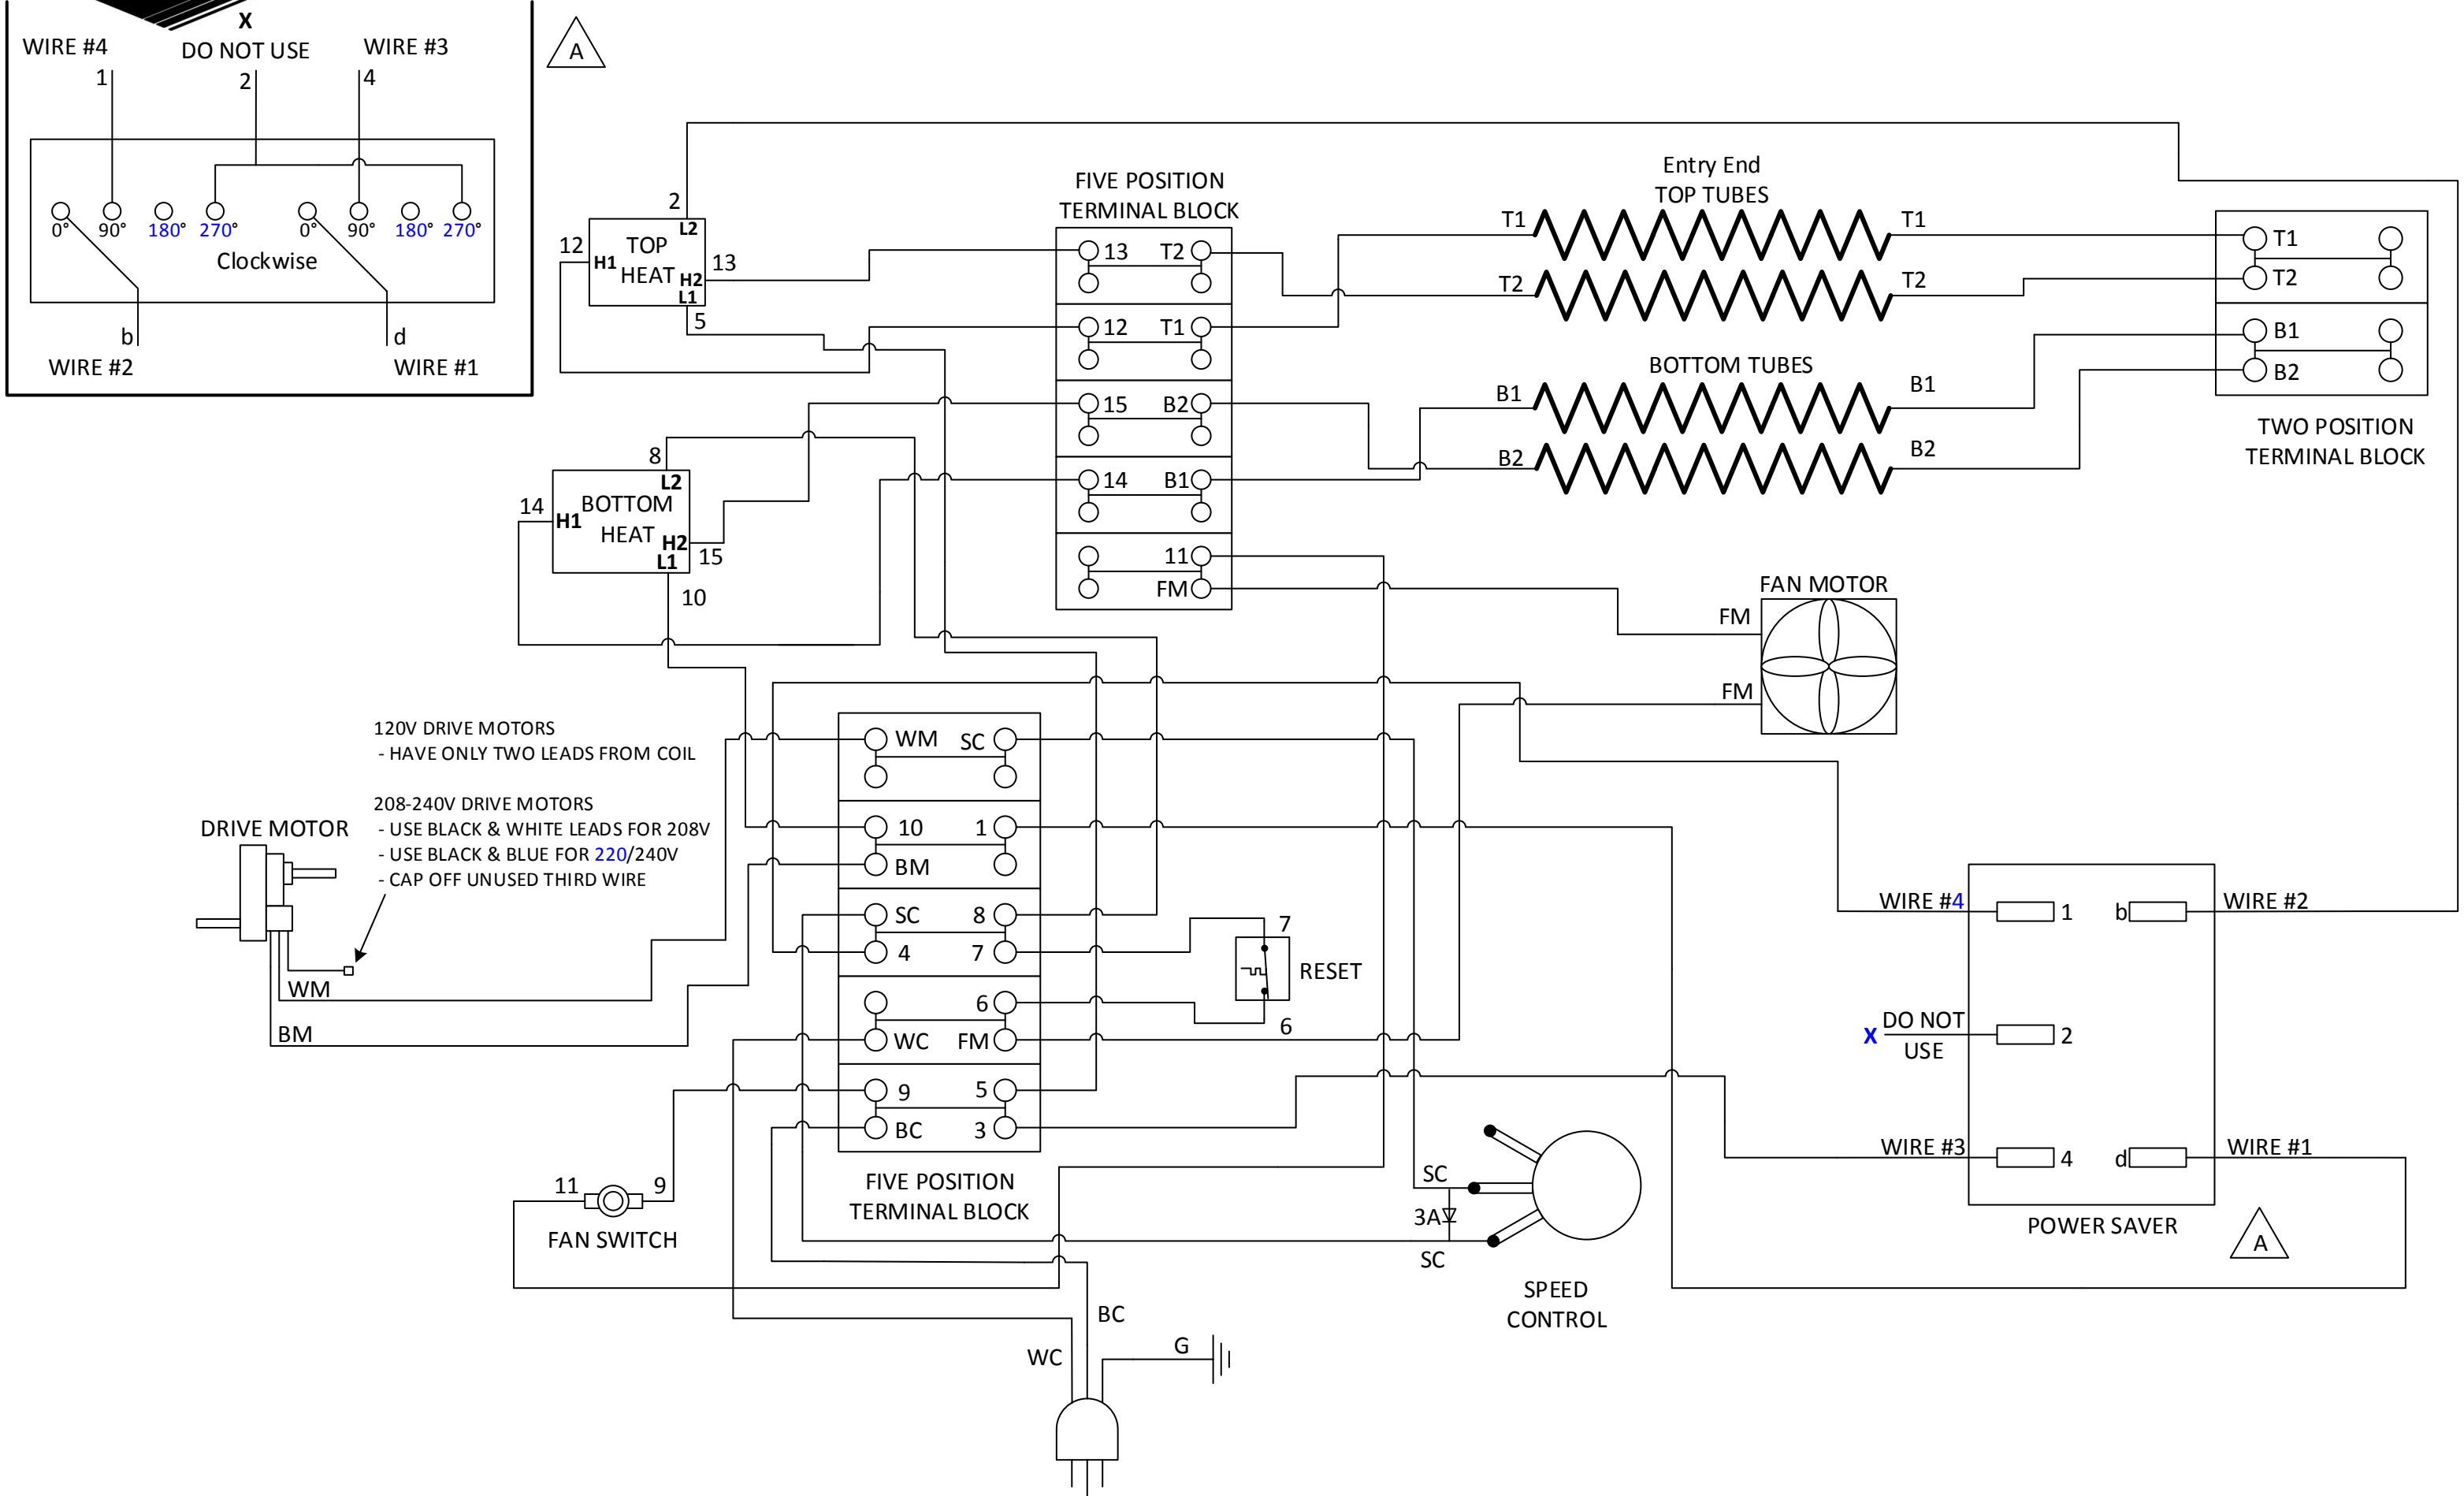 X
WIRE #4
DO NOT USE
WIRE #3
1
2
4
0°
90°
180°
270°
0°
90°
180°
270°
Clockwise
b
d
WIRE #2
WIRE #1
A
2
L2
12
H1
TOP
HEAT
H2
13
L1
5
8
L2
14
H1
BOTTOM
HEAT
H2
15
L1
10
FIVE POSITION
TERMINAL BLOCK
13 T2
12 T1
15 B2
14 B1
11
FM
Entry End
TOP TUBES
T1
T1
T2
T2
BOTTOM TUBES
B1
B1
B2
B2
T1
T2
B1
B2
TWO POSITION
TERMINAL BLOCK
FAN MOTOR
FM
FM
120V DRIVE MOTORS
- HAVE ONLY TWO LEADS FROM COIL
208-240V DRIVE MOTORS
- USE BLACK & WHITE LEADS FOR 208V
- USE BLACK & BLUE FOR 220/240V
- CAP OFF UNUSED THIRD WIRE
DRIVE MOTOR
WM
BM
WM SC
10 1
BM
SC 8
4 7
6
WC FM
9 5
BC 3
FIVE POSITION
TERMINAL BLOCK
7
RESET
6
11
9
FAN SWITCH
SC
3A
SC
SPEED
CONTROL
WIRE #4
1
b
WIRE #2
X
DO NOT
USE
2
WIRE #3
4
d
WIRE #1
POWER SAVER
A
BC
WC
G